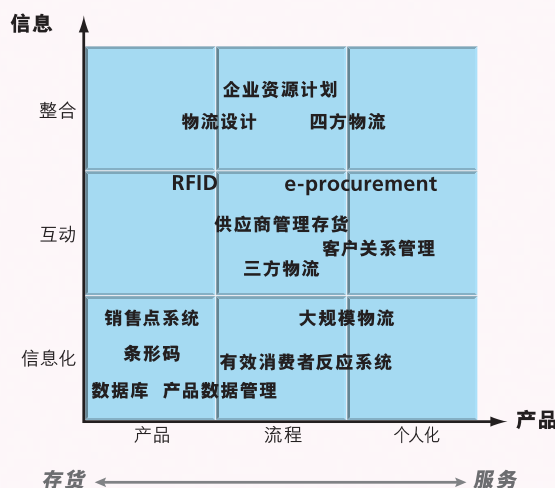 信息
企业资源计划
整合
物流设计 四方物流
RFID e-procurement
供应商管理存货
互动
客户关系管理
三方物流
销售点系统 大规模物流
条形码
信息化
有效消费者反应系统
数据库 产品数据管理
产品
产品 流程 个人化
存货 服务